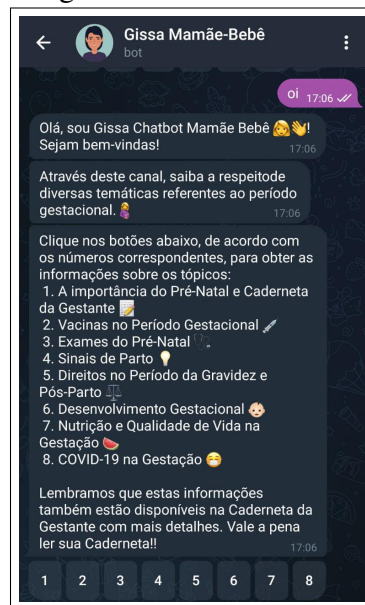 Gissa Mamãe-Bebê
bot
oi 17:06
Olá, sou Gissa Chatbot Mamãe Bebê 👩👋!
Sejam bem-vindas!
17:06
Através deste canal, saiba a respeitode
diversas temáticas referentes ao período
gestacional.🤰
17:06
Clique nos botões abaixo, de acordo com
os números correspondentes, para obter as
informações sobre os tópicos:
1. A importância do Pré-Natal e Caderneta
da Gestante 📝
2. Vacinas no Período Gestacional 💉
3. Exames do Pré-Natal 🩺
4. Sinais de Parto 💡
5. Direitos no Período da Gravidez e
Pós-Parto ⚖️
6. Desenvolvimento Gestacional 👶
7. Nutrição e Qualidade de Vida na
Gestação 🍉
8. COVID-19 na Gestação 😷
Lembramos que estas informações
também estão disponíveis na Caderneta da
Gestante com mais detalhes. Vale a pena
ler sua Caderneta!!
17:06
1 2 3 4 5 6 7 8